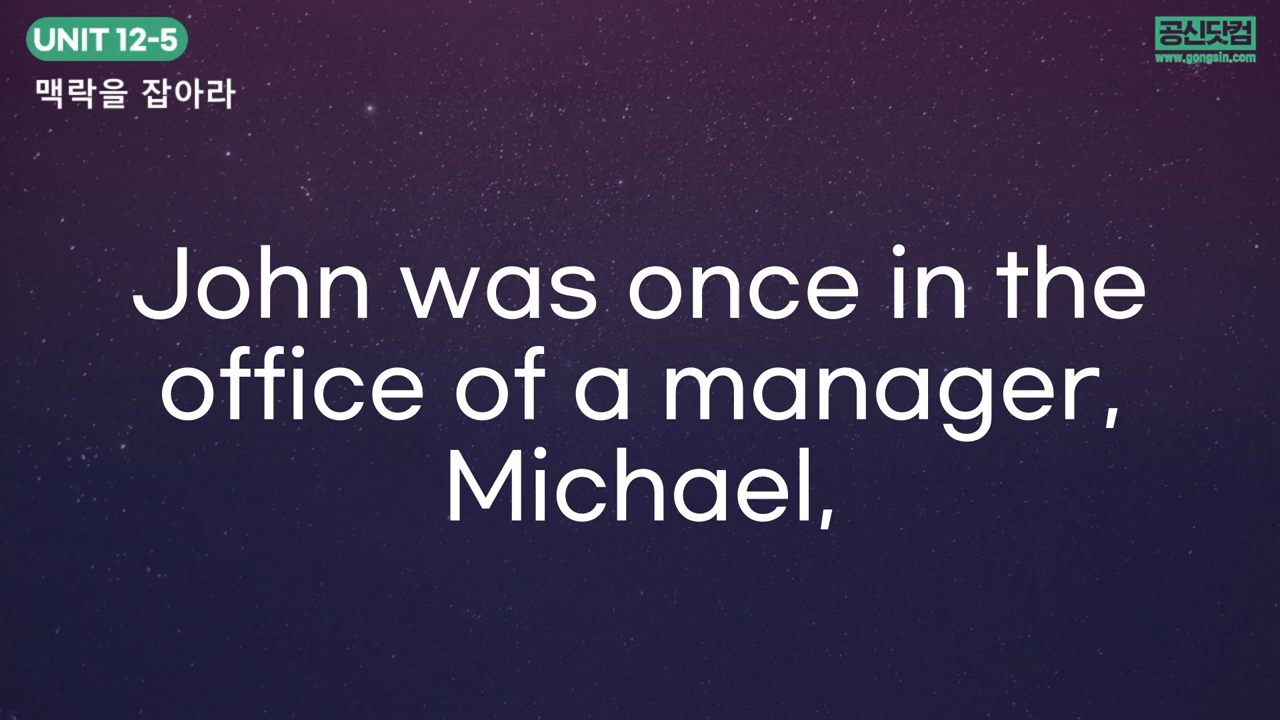 UNIT 12-5
맥락을 잡아라
공신닷컴
www.gongsin.com
John was once in the
office of a manager,
Michael,